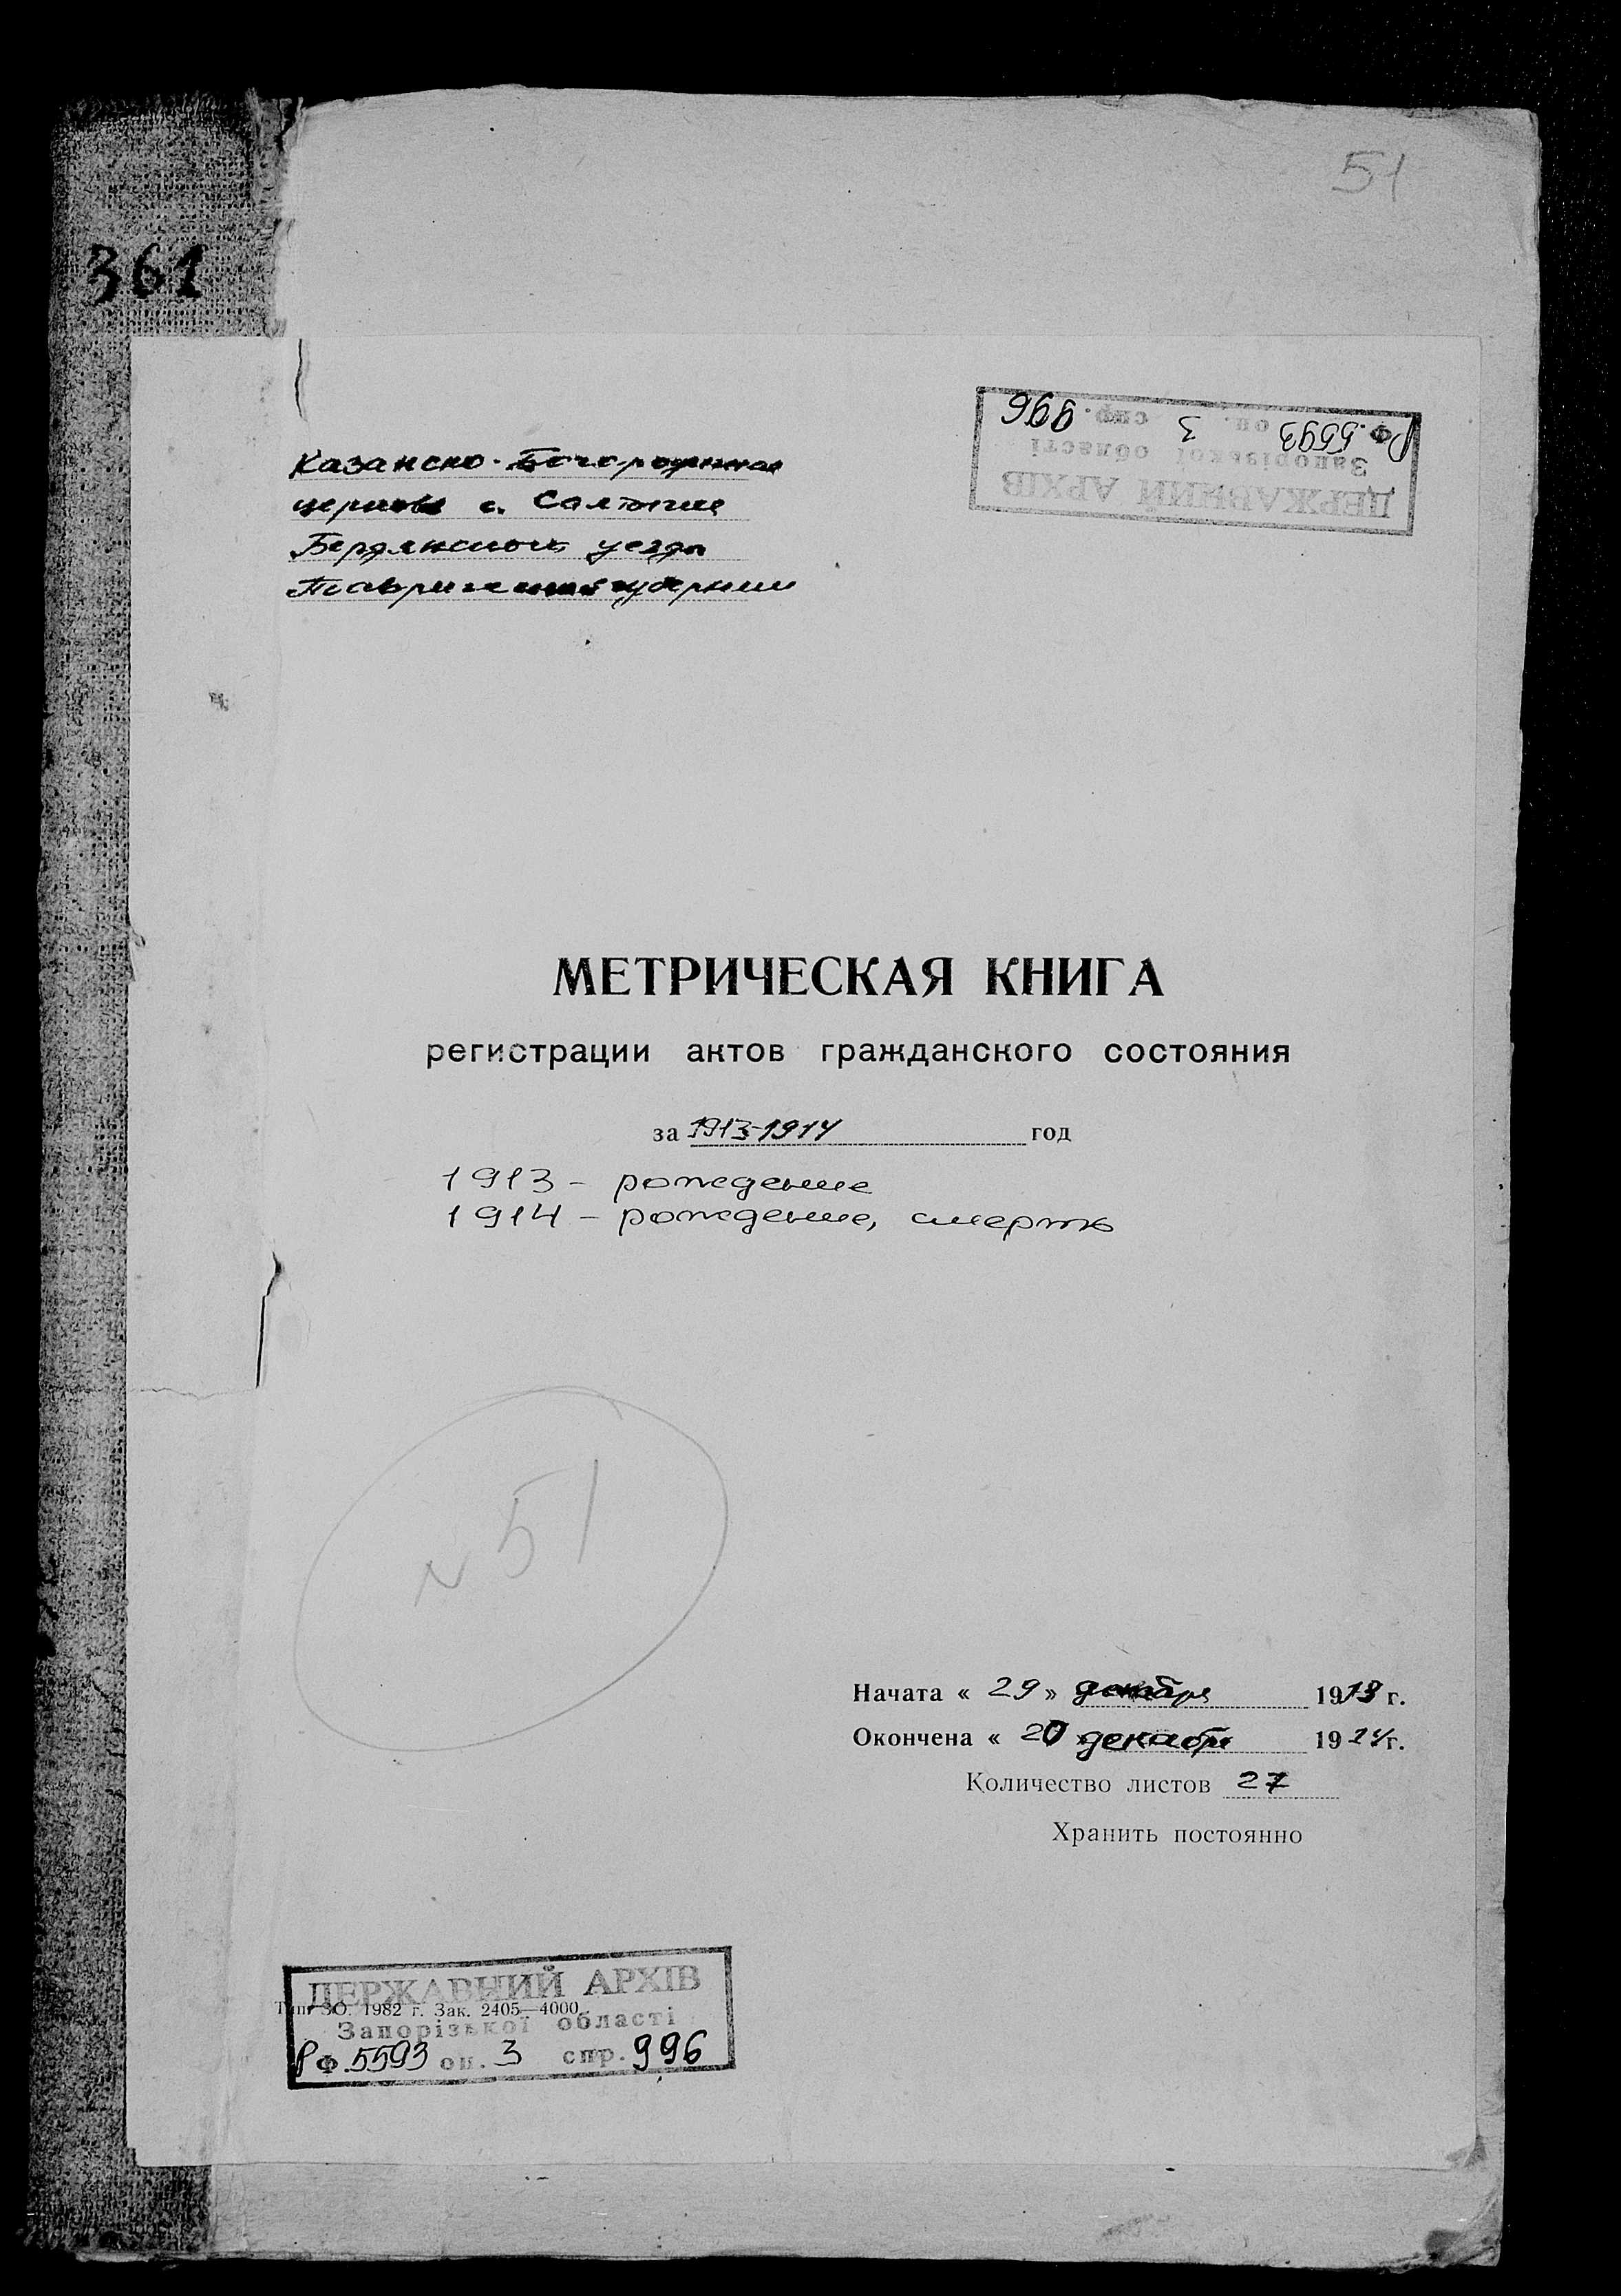 51
361
Р Ф. 5593 оп. 3 спр. 996
Запорізької області
ДЕРЖАВНИЙ АРХІВ
Казанско-Богородичная
церковь с. Салтычие
Бердянского уезда
Таврической губернии
МЕТРИЧЕСКАЯ КНИГА
регистрации актов гражданского состояния
за 1913-1914 год
1913 - рождение
1914 - рождение, смерть
N 51
Начата « 29 » декабря 1913 г.
Окончена « 20 » декабря 1914 г.
Количество листов 27
Хранить постоянно
ДЕРЖАВНИЙ АРХІВ
Тип. ЗО. 1982 г. Зак. 2405—4000
Запорізької області
Р Ф. 5593 оп. 3 спр. 996